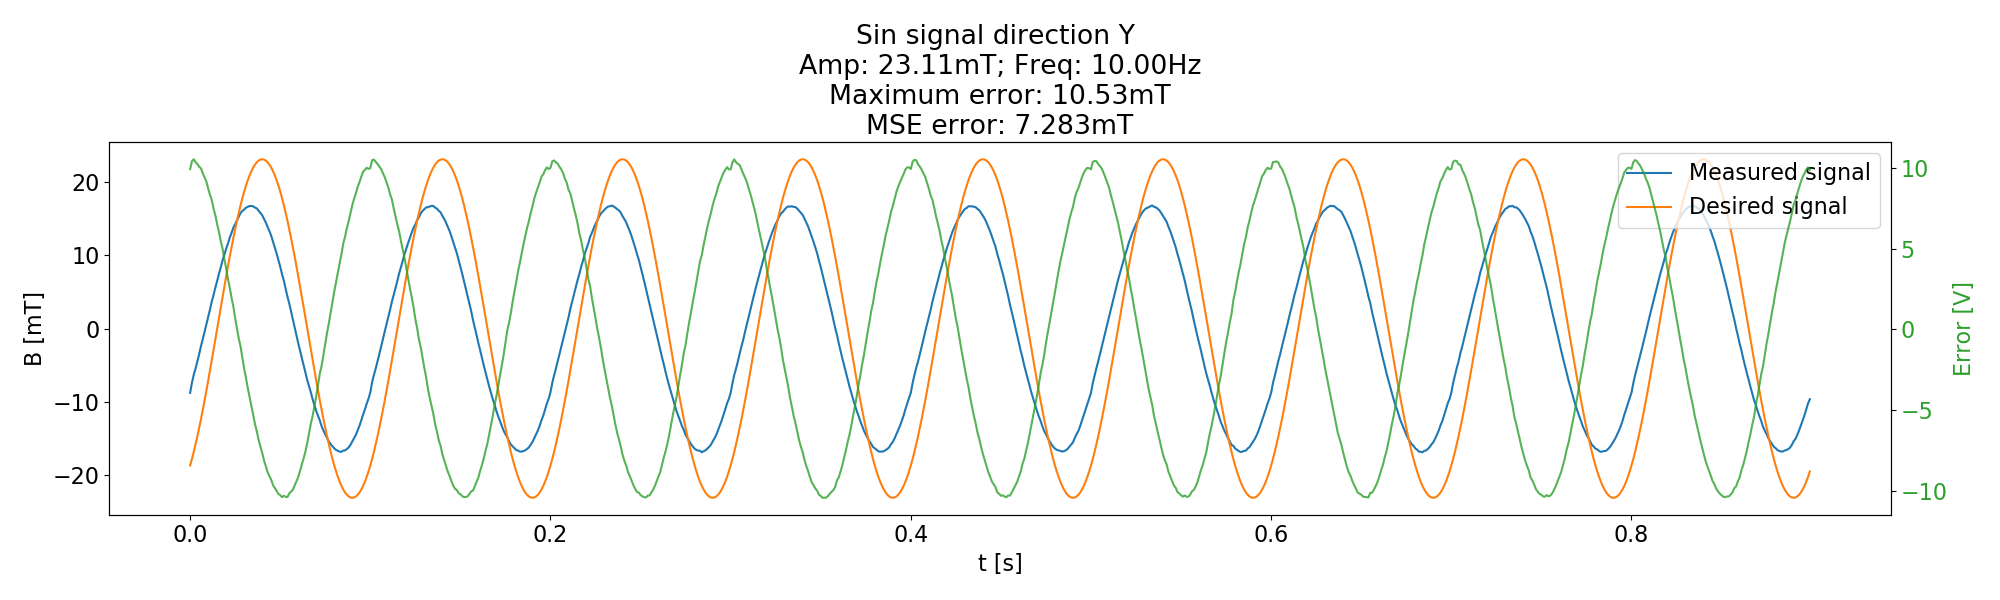 Sin signal direction Y
Amp: 23.11mT; Freq: 10.00Hz
Maximum error: 10.53mT
MSE error: 7.283mT
Measured signal
Desired signal
B [mT]
20
10
0
−10
−20
10
5
0
−5
−10
Error [V]
0.0 0.2 0.4 0.6 0.8
t [s]